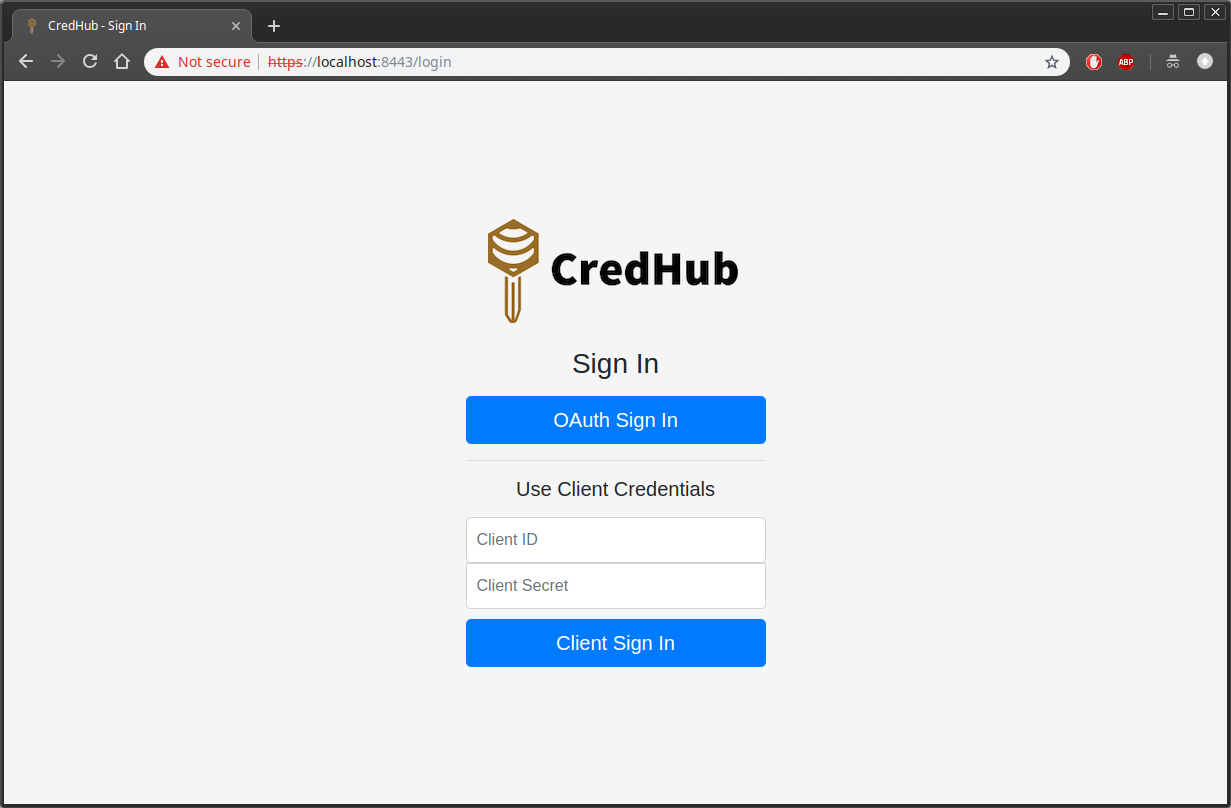 CredHub - Sign In
Not secure https://localhost:8443/login
ABP
CredHub
Sign In
OAuth Sign In
Use Client Credentials
Client ID
Client Secret
Client Sign In